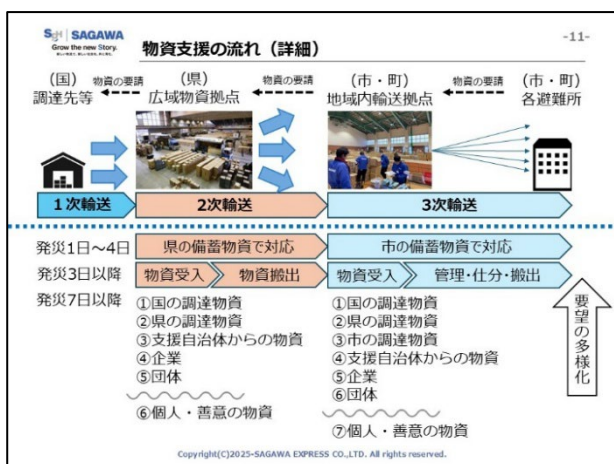 SGH SAGAWA
Grow the new Story.
物資支援の流れ（詳細）
-11-
(国)
調達先等
物資の要請
(県)
広域物資拠点
物資の要請
(市・町)
地域内輸送拠点
物資の要請
(市・町)
各避難所
1次輸送
2次輸送
3次輸送
発災1日～4日
県の備蓄物資で対応
市の備蓄物資で対応
発災3日以降
物資受入
物資搬出
物資受入
管理・仕分・搬出
発災7日以降
①国の調達物資
②県の調達物資
③支援自治体からの物資
④企業
⑤団体
⑥個人・善意の物資
①国の調達物資
②県の調達物資
③市の調達物資
④支援自治体からの物資
⑤企業
⑥団体
⑦個人・善意の物資
要望の多様化
Copyright(C)2025-SAGAWA EXPRESS CO.,LTD. All rights reserved.